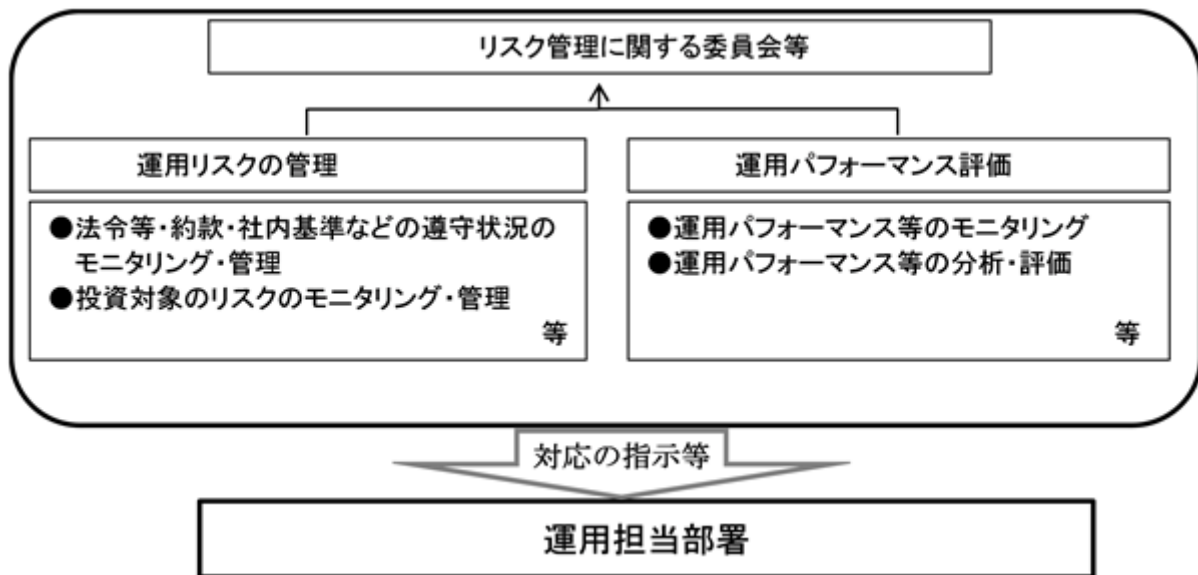 リスク管理に関する委員会等
運用リスクの管理
●法令等・約款・社内基準などの遵守状況の
モニタリング・管理
●投資対象のリスクのモニタリング・管理
等
運用パフォーマンス評価
●運用パフォーマンス等のモニタリング
●運用パフォーマンス等の分析・評価
等
対応の指示等
運用担当部署